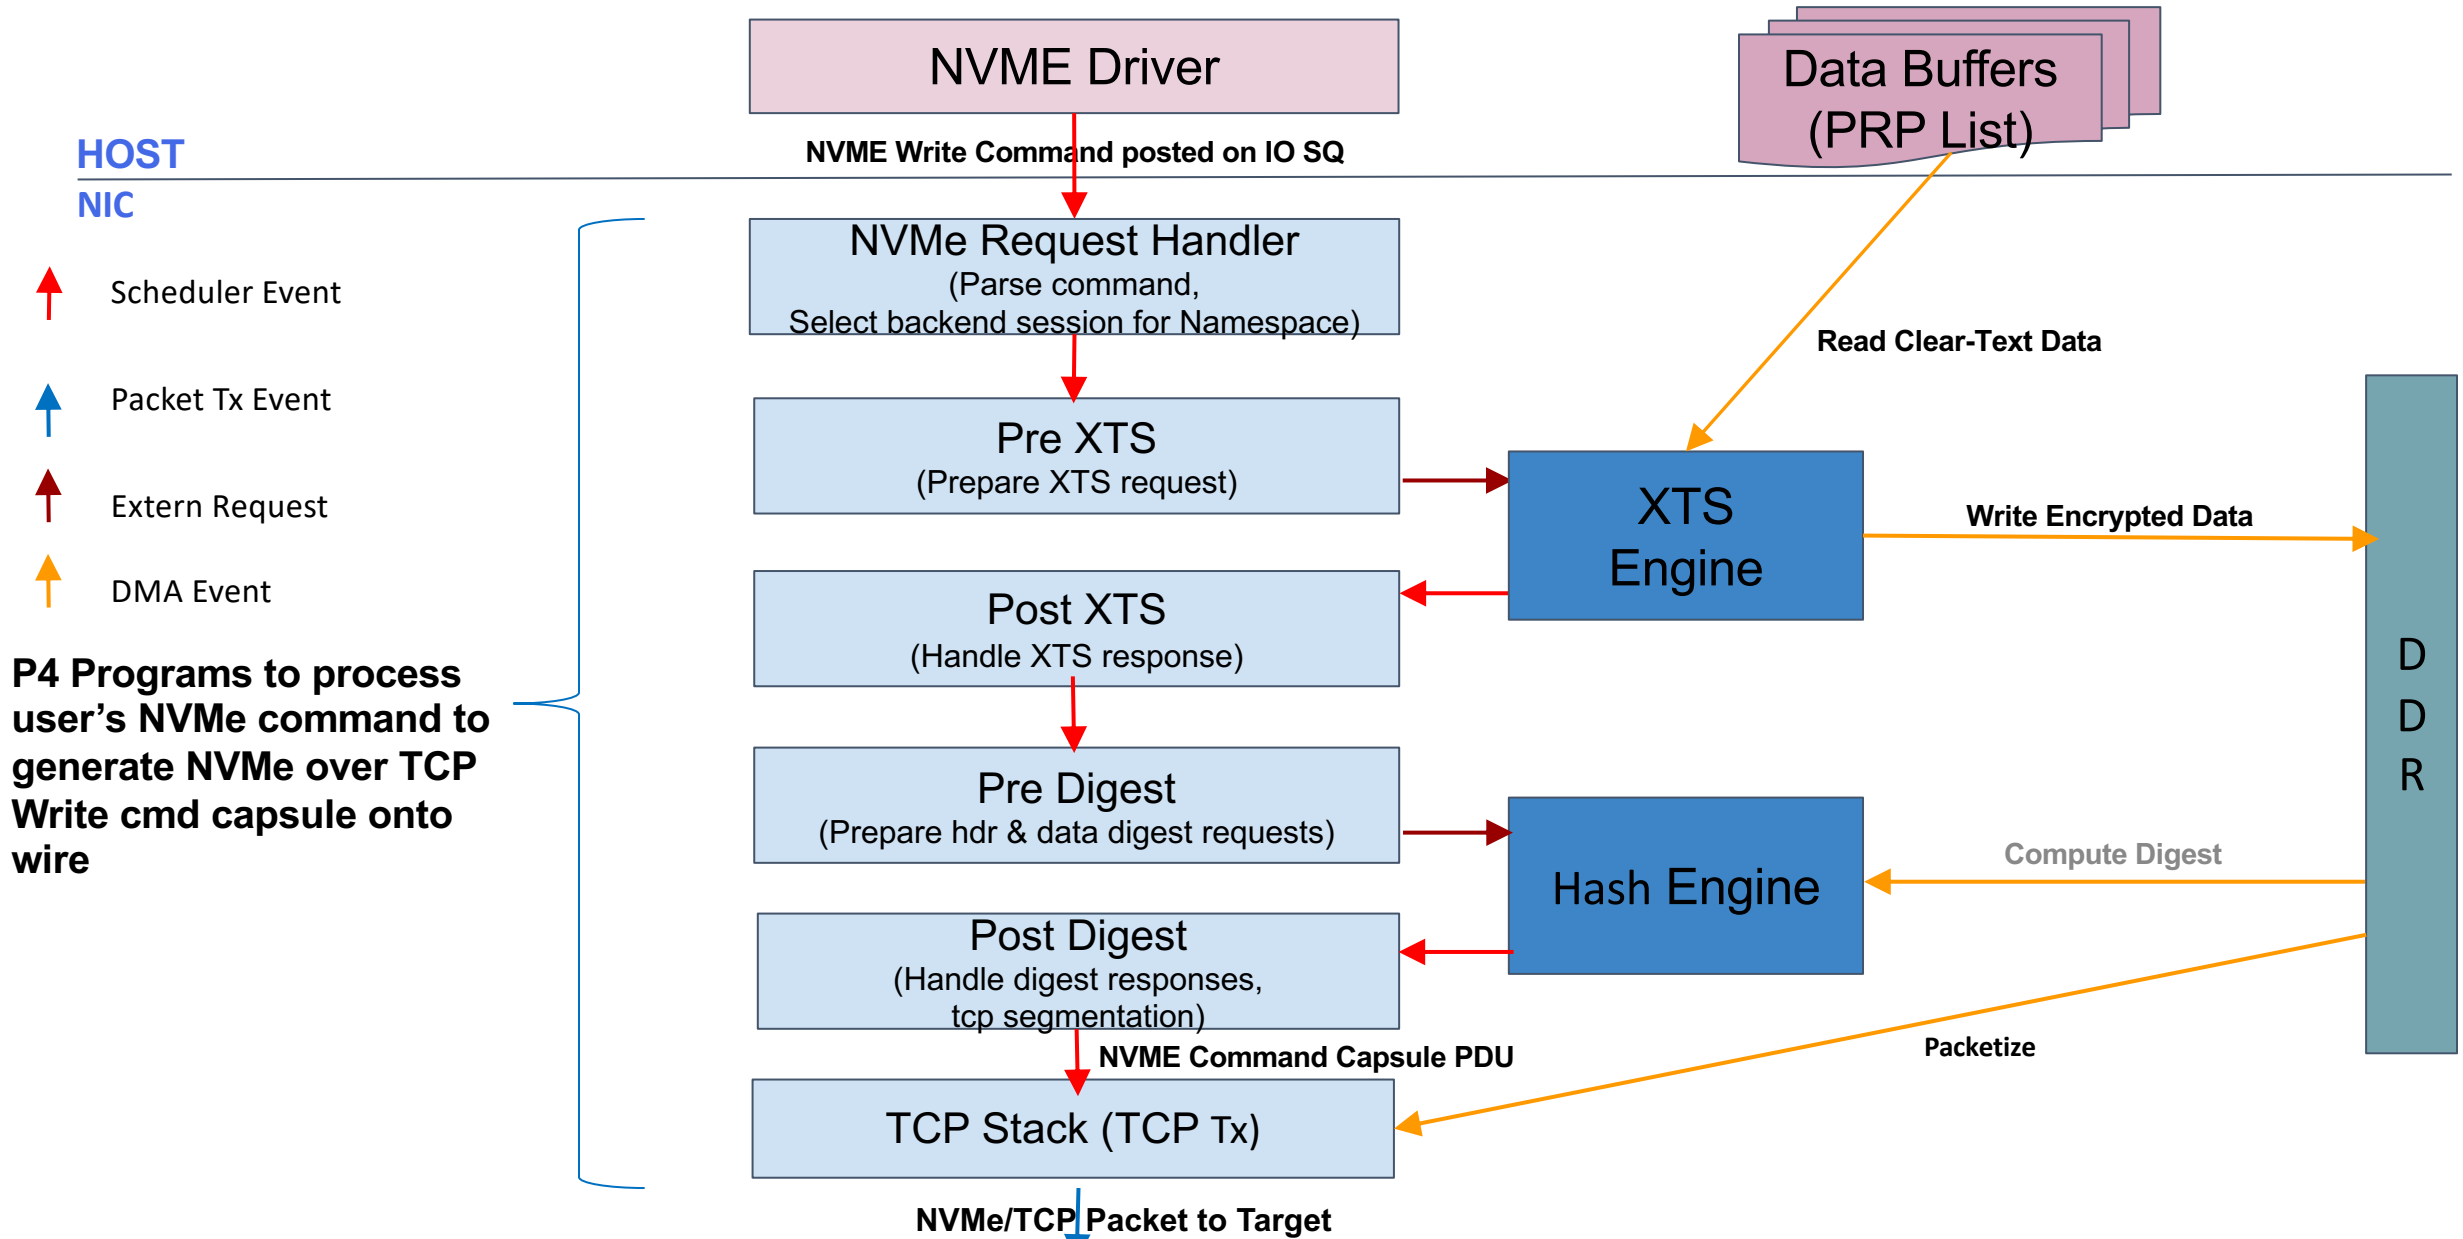 NVME Driver
Data Buffers
(PRP List)
HOST
NVME Write Command posted on IO SQ
NIC
NVMe Request Handler
(Parse command,
Select backend session for Namespace)
Scheduler Event
Read Clear-Text Data
Packet Tx Event
Pre XTS
(Prepare XTS request)
Extern Request
XTS
Engine
Write Encrypted Data
DMA Event
Post XTS
(Handle XTS response)
D
D
R
P4 Programs to process
user’s NVMe command to
generate NVMe over TCP
Write cmd capsule onto
wire
Pre Digest
(Prepare hdr & data digest requests)
Hash Engine
Compute Digest
Post Digest
(Handle digest responses,
tcp segmentation)
NVME Command Capsule PDU
Packetize
TCP Stack (TCP Tx)
NVMe/TCP Packet to Target